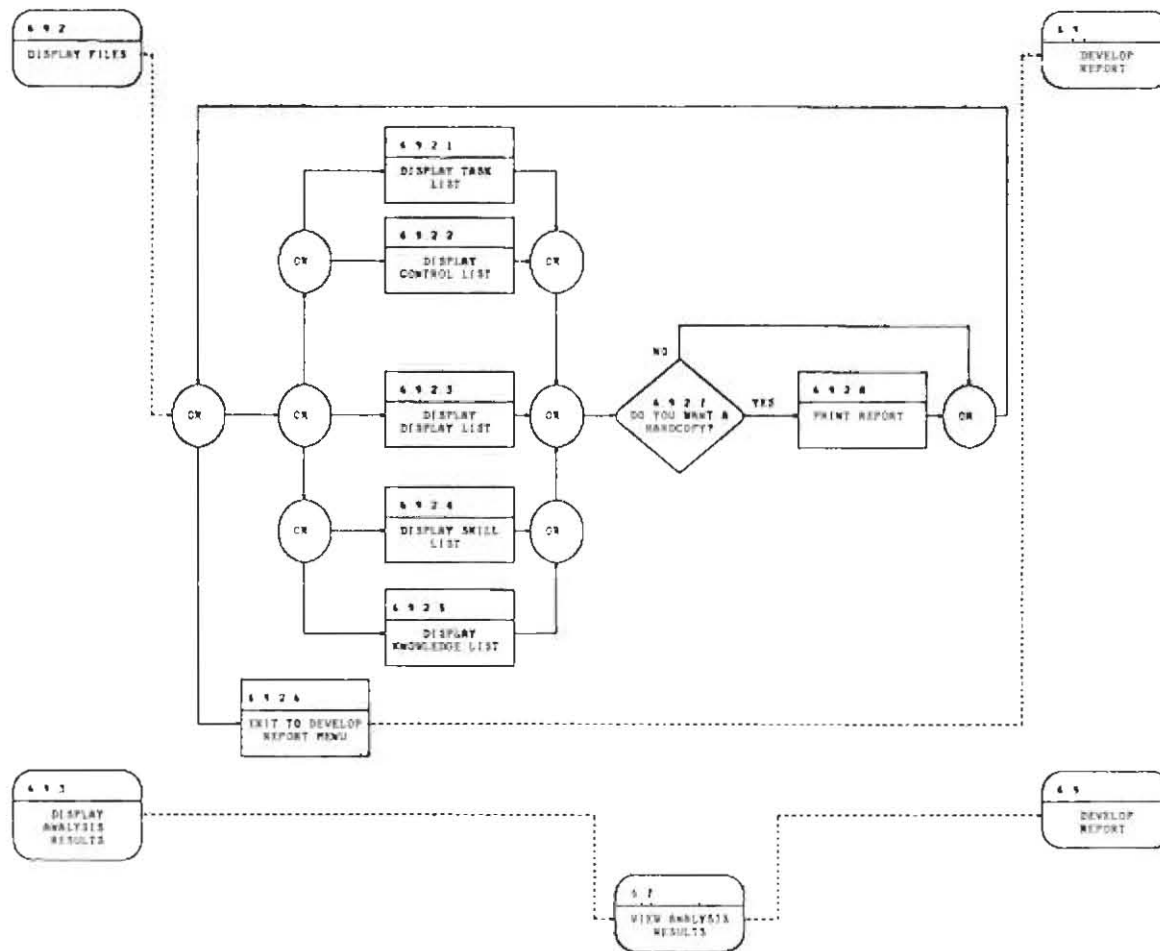 6 9 2
DISPLAY FILES
6 9
DEVELOP
REPORT
6 9 2 1
DISPLAY TASK
LIST
6 9 2 2
DISPLAY
CONTROL LIST
OR
OR
6 9 2 3
DISPLAY
DISPLAY LIST
OR
OR
OR
NO
6 9 2 7
DO YOU WANT A
HARDCOPY?
YES
6 9 2 8
PRINT REPORT
OR
6 9 2 4
DISPLAY SKILL
LIST
OR
OR
6 9 2 5
DISPLAY
KNOWLEDGE LIST
6 9 2 6
EXIT TO DEVELOP
REPORT MENU
6 9 3
DISPLAY
ANALYSIS
RESULTS
6 9
DEVELOP
REPORT
6 7
VIEW ANALYSIS
RESULTS